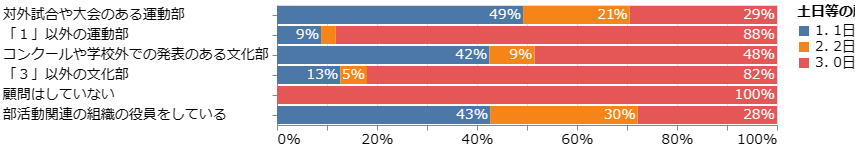 土日等の
対外試合や大会のある運動部 49% 21% 29%
「１」以外の運動部 9% 88%
コンクールや学校外での発表のある文化部 42% 9% 48%
「３」以外の文化部 13% 5% 82%
顧問はしていない 100%
部活動関連の組織の役員をしている 43% 30% 28%
0% 20% 40% 60% 80% 100%
1. 1日
2. 2日
3. 0日